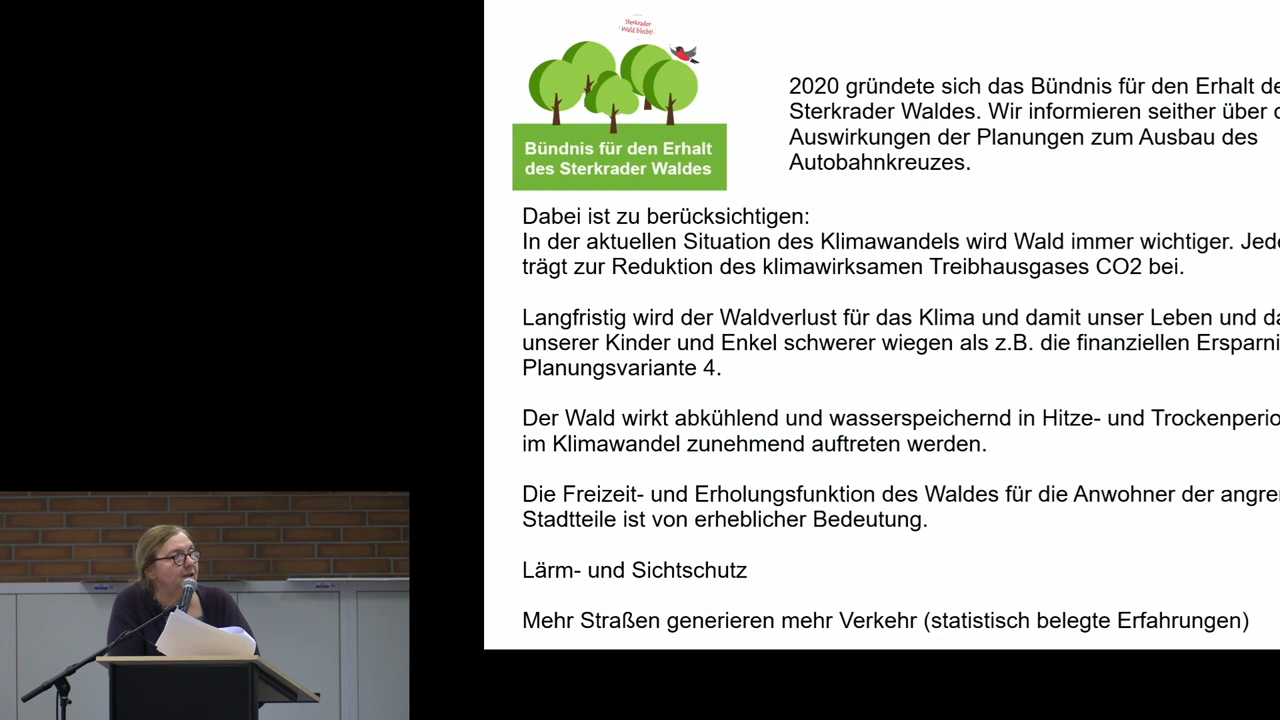 Sterkrader
Wald bleibt!
Bündnis für den Erhalt
des Sterkrader Waldes
2020 gründete sich das Bündnis für den Erhalt de
Sterkrader Waldes. Wir informieren seither über d
Auswirkungen der Planungen zum Ausbau des
Autobahnkreuzes.
Dabei ist zu berücksichtigen:
In der aktuellen Situation des Klimawandels wird Wald immer wichtiger. Jede
trägt zur Reduktion des klimawirksamen Treibhausgases CO2 bei.
Langfristig wird der Waldverlust für das Klima und damit unser Leben und da
unserer Kinder und Enkel schwerer wiegen als z.B. die finanziellen Ersparni
Planungsvariante 4.
Der Wald wirkt abkühlend und wasserspeichernd in Hitze- und Trockenperio
im Klimawandel zunehmend auftreten werden.
Die Freizeit- und Erholungsfunktion des Waldes für die Anwohner der angre
Stadtteile ist von erheblicher Bedeutung.
Lärm- und Sichtschutz
Mehr Straßen generieren mehr Verkehr (statistisch belegte Erfahrungen)